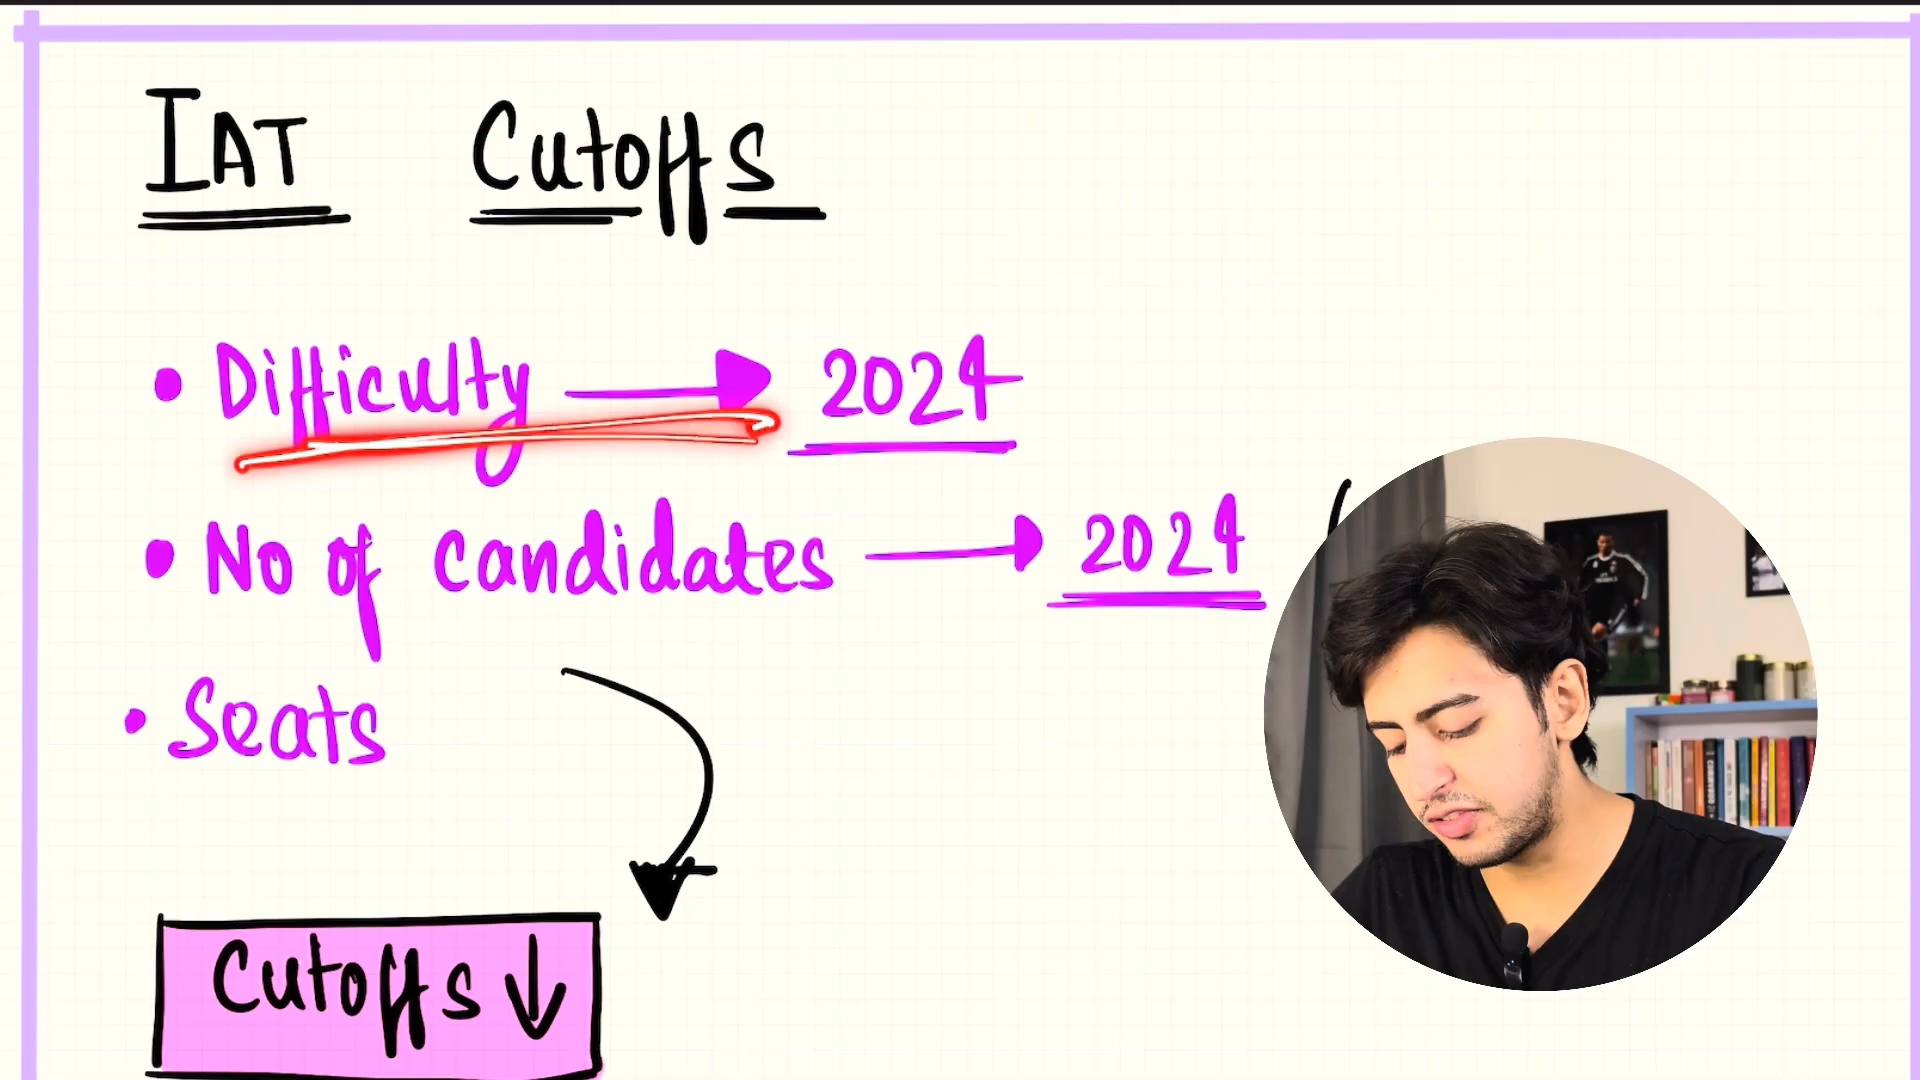 IAT Cutoffs
• Difficulty → 2024
• No of candidates → 2024
• Seats
Cutoffs ↓